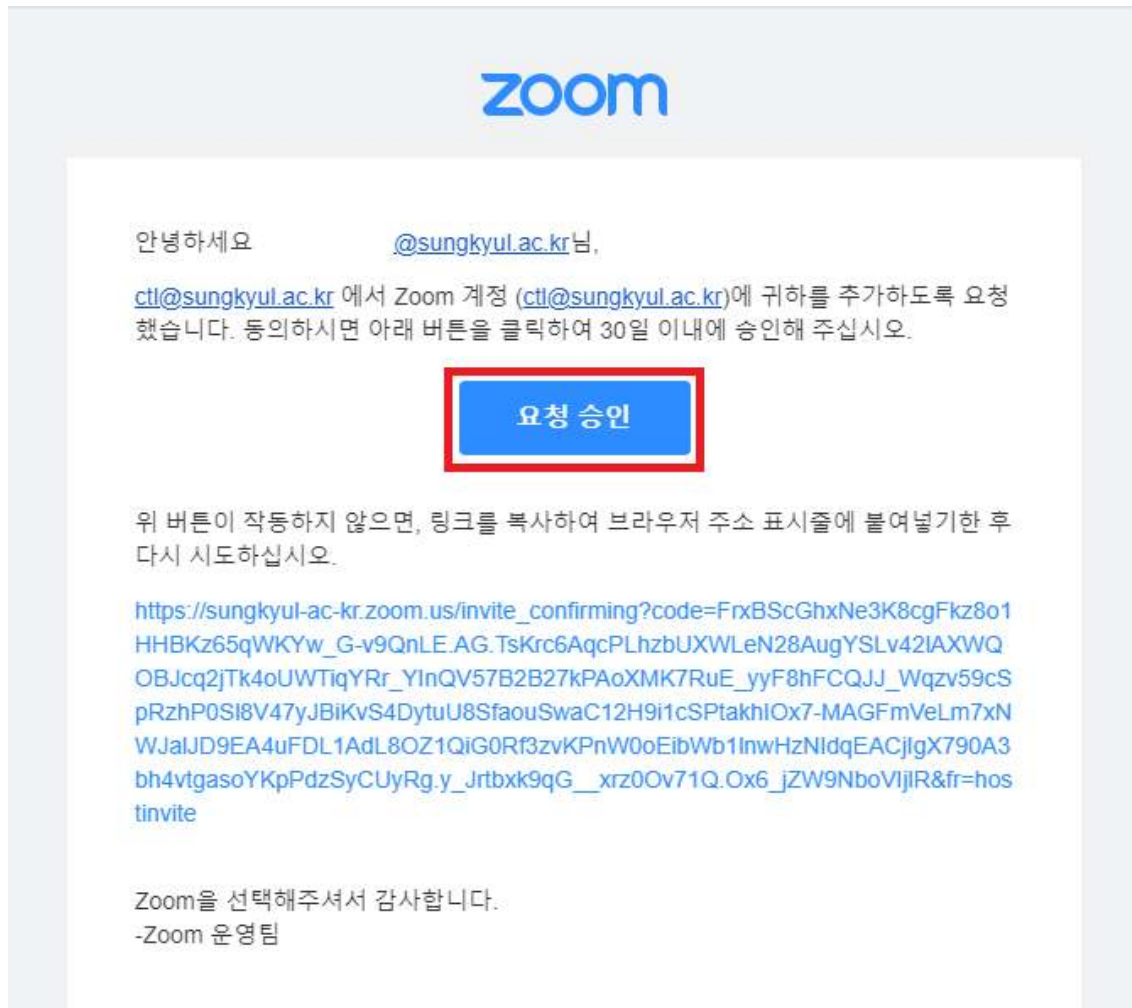 zoom
안녕하세요 @sungkyul.ac.kr님,
ctl@sungkyul.ac.kr 에서 Zoom 계정 (ctl@sungkyul.ac.kr)에 귀하를 추가하도록 요청
했습니다. 동의하시면 아래 버튼을 클릭하여 30일 이내에 승인해 주십시오.
요청 승인
위 버튼이 작동하지 않으면, 링크를 복사하여 브라우저 주소 표시줄에 붙여넣기한 후
다시 시도하십시오.
https://sungkyul-ac-kr.zoom.us/invite_confirming?code=FrxBScGhxNe3K8cgFkz8o1
HHBKz65qWKYw_G-v9QnLE.AG.TsKrc6AqcPLhzbUXWLeN28AugYSLv42lAXWQ
OBJcq2jTk4oUWTiqYRr_YlnQV57B2B27kPAoXMK7RuE_yyF8hFCQJJ_Wqzv59cS
pRzhP0Sl8V47yJBiKvS4DytuU8SfaouSwaC12H9i1cSPtakhIOx7-MAGFmVeLm7xN
WJalJD9EA4uFDL1AdL8OZ1QiG0Rf3zvKPnW0oEibWb1lnwHzNIdqEACjlgX790A3
bh4vtgasoYKpPdzSyCUyRg.y_Jrtbxk9qG__xrz0Ov71Q.Ox6_jZW9NboVljlR&fr=hos
tinvite
Zoom을 선택해주셔서 감사합니다.
-Zoom 운영팀